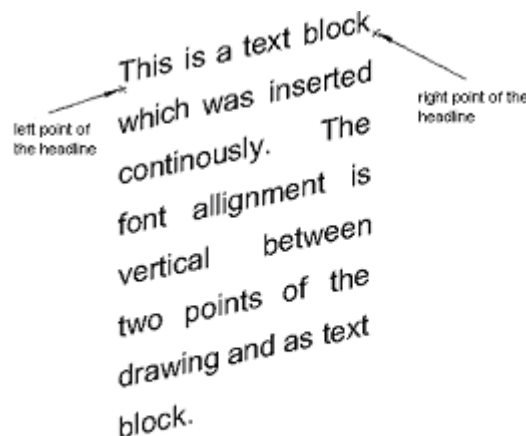 This is a text block
which was inserted
continously. The
font allignment is
vertical between
two points of the
drawing and as text
block.
left point of
the headline
right point of the
headline